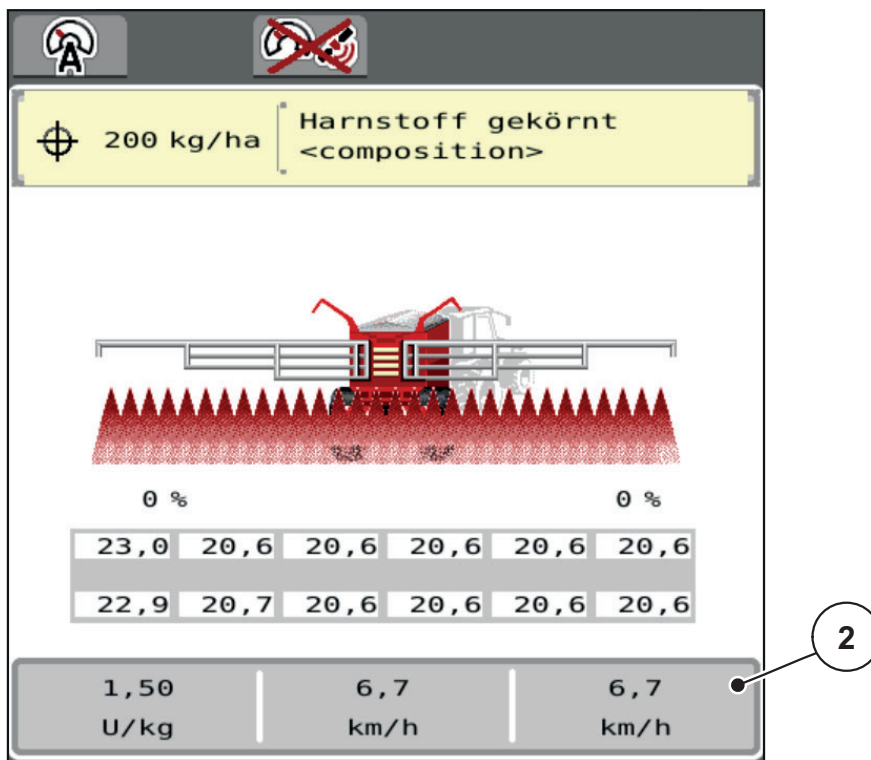 A
200 kg/ha
Harnstoff gekörnt
<composition>
0 % 0 %
23,0 20,6 20,6 20,6 20,6 20,6
22,9 20,7 20,6 20,6 20,6 20,6
2
1,50 6,7 6,7
U/kg km/h km/h